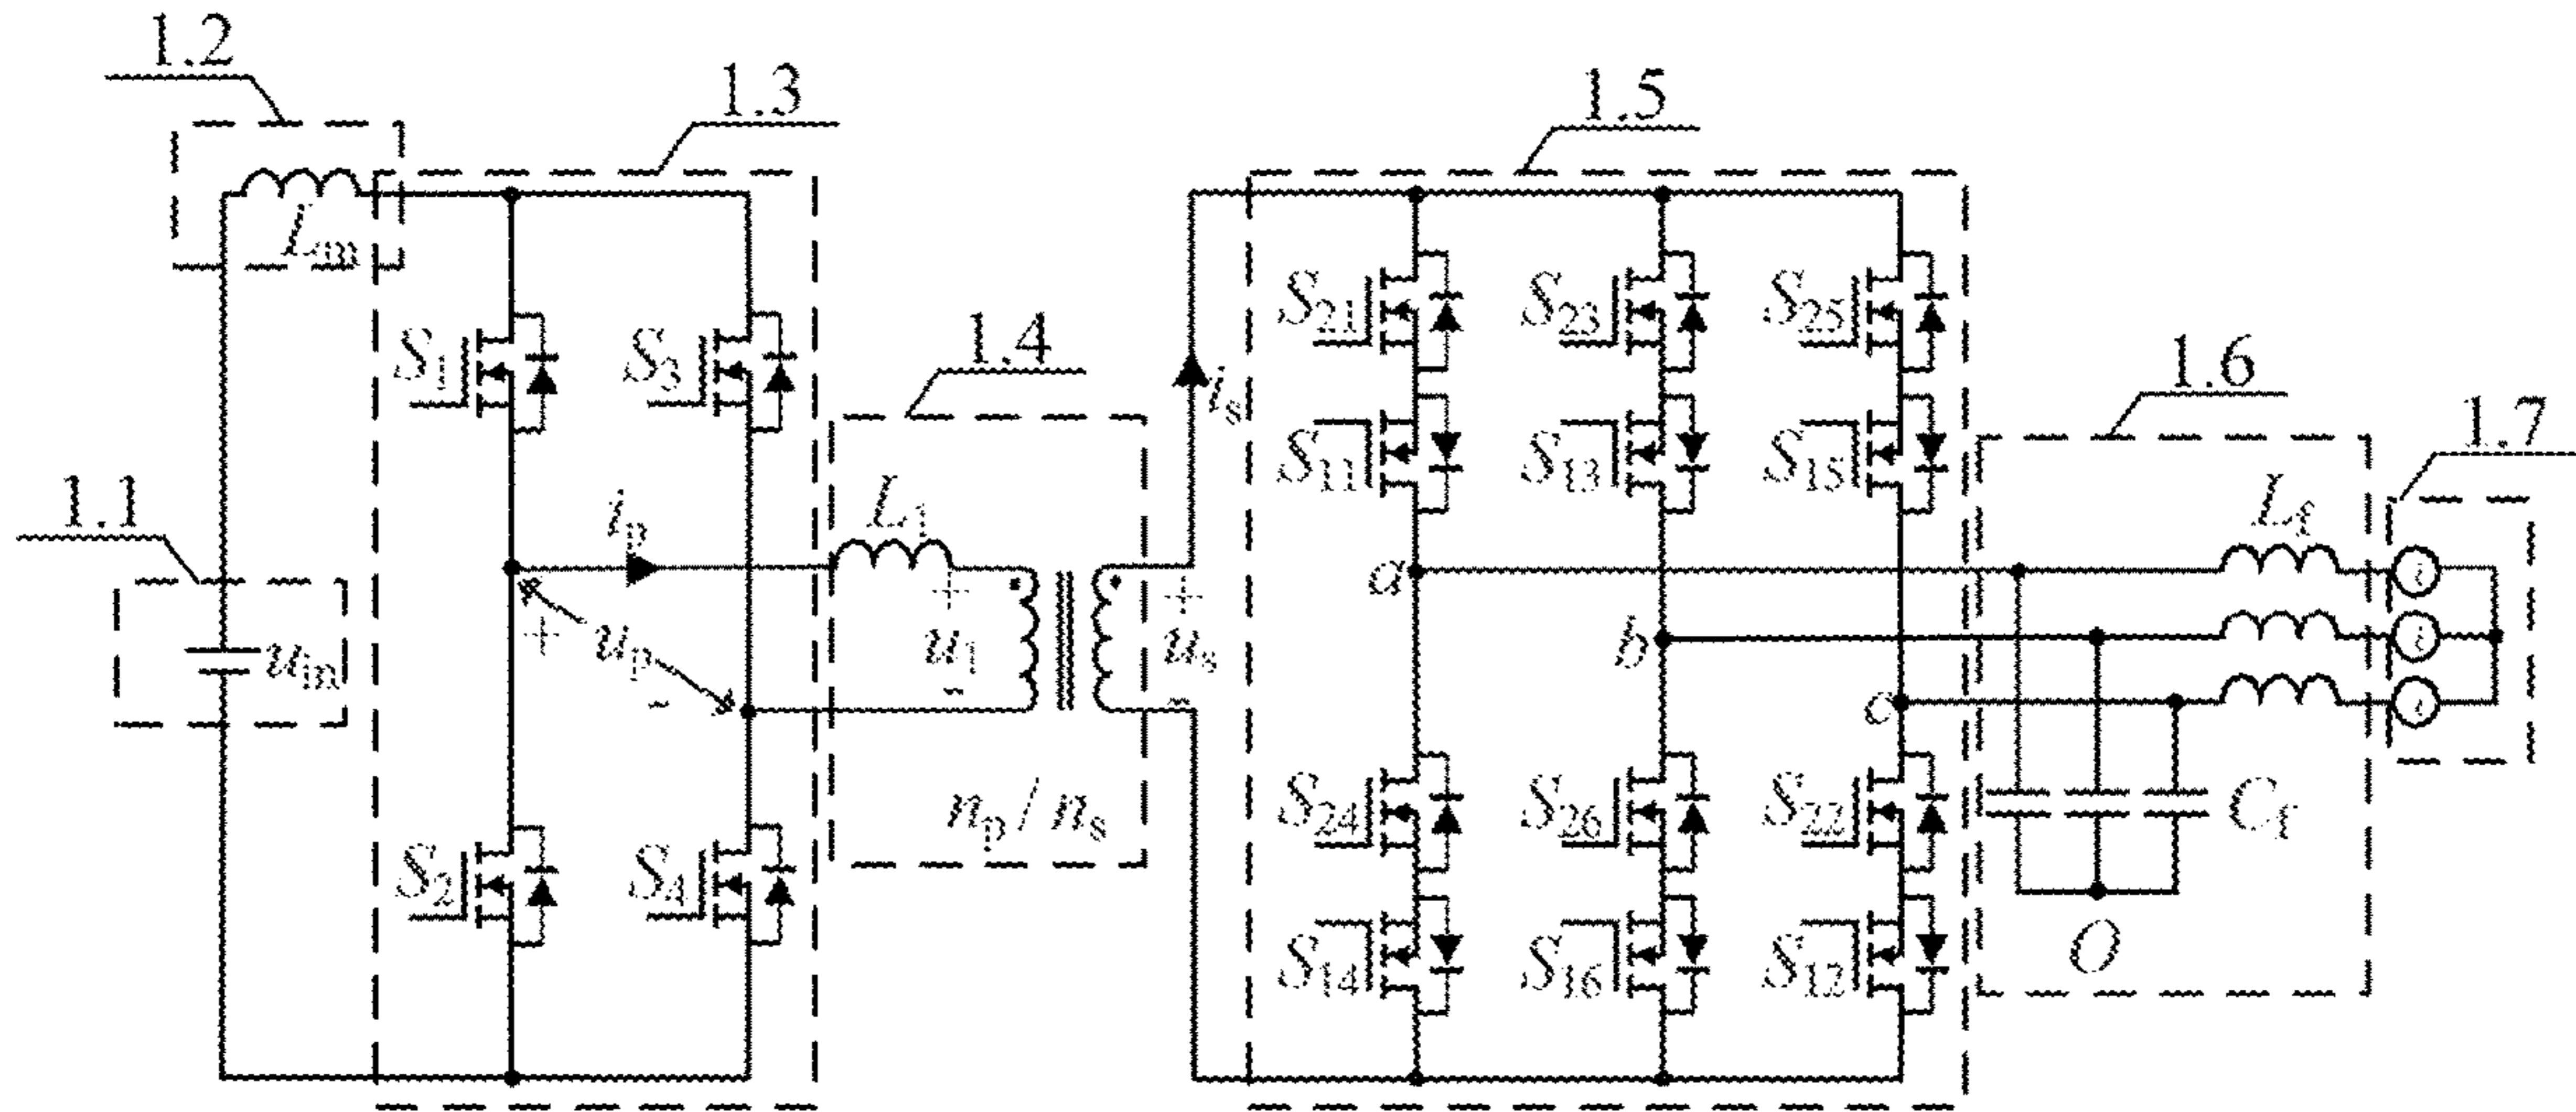 1.2
1.3
1.5
L_m
S_1
S_3
1.4
S_21
S_23
S_25
1.6
i_s
1.7
S_11
S_13
S_15
1.1
i_p
L_1
L_f
a
+
+
+
u_in
u_p
u_1
u_s
b
-
-
-
c
n_p / n_s
S_24
S_26
S_22
C_f
S_2
S_4
S_14
S_16
S_12
O